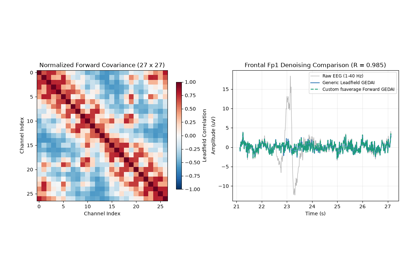 Normalized Forward Covariance (27 x 27)
0
5
10
15
20
25
Channel Index
0 5 10 15 20 25
Channel Index
1.00
0.75
0.50
0.25
0.00
−0.25
−0.50
−0.75
−1.00
Leadfield Correlation
Frontal Fp1 Denoising Comparison (R = 0.985)
Raw EEG (1-40 Hz)
Generic Leadfield GEDAI
Custom fsaverage Forward GEDAI
15
10
5
0
−5
−10
Amplitude (uV)
21 22 23 24 25 26 27
Time (s)